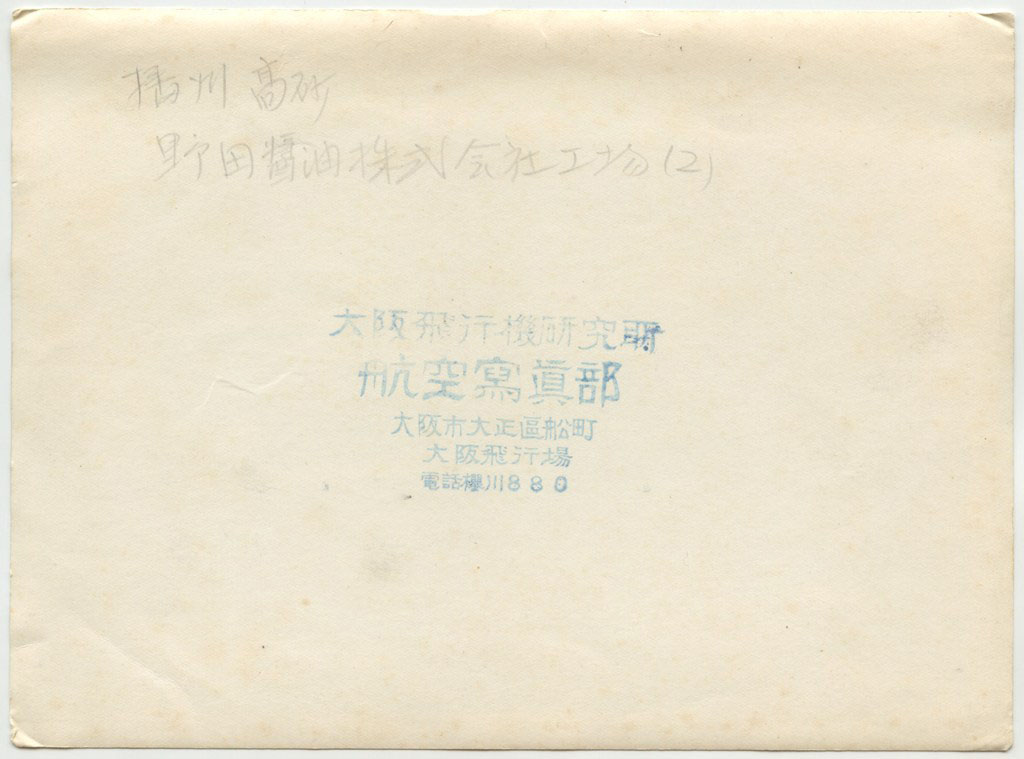 播州 高砂
野田醤油株式会社工場(2)
大阪飛行機研究所
航空寫眞部
大阪市大正區船町
大阪飛行場
電話櫻川880